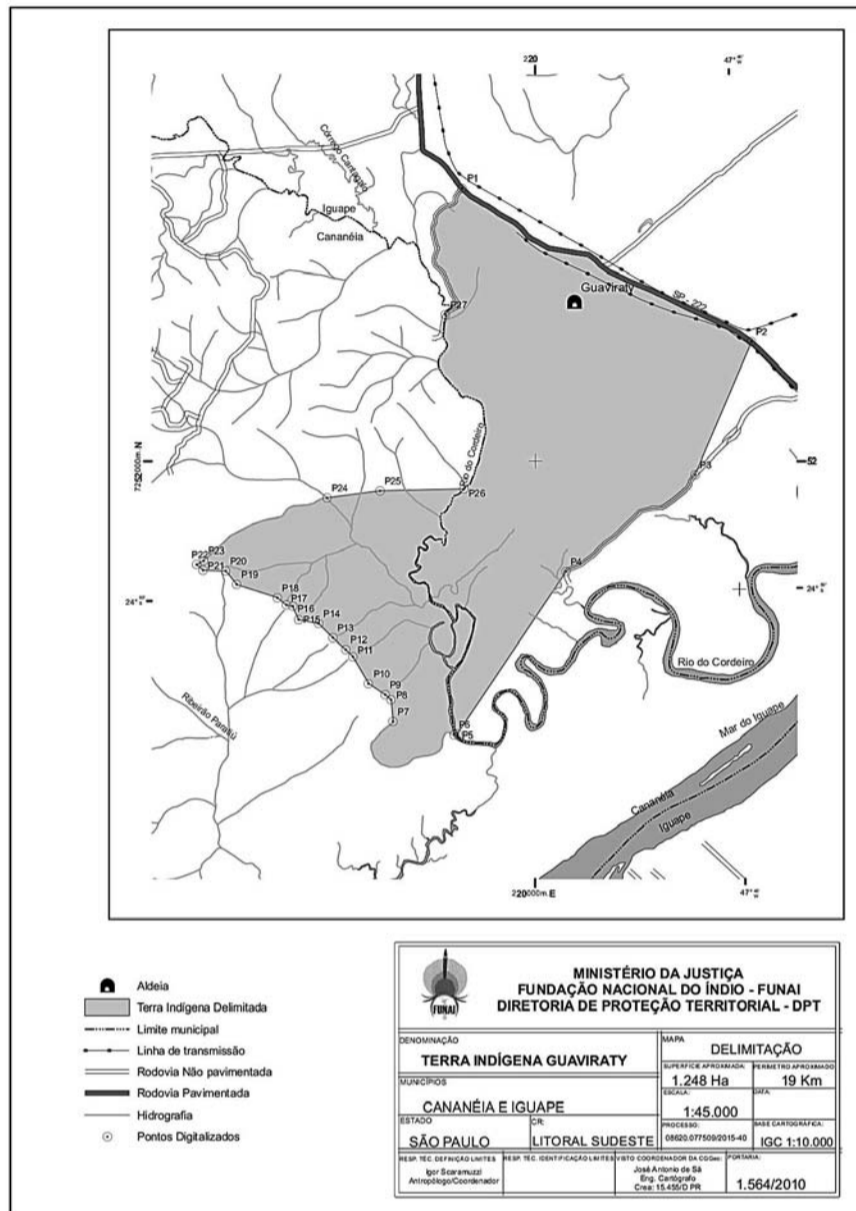 220
47°
Córrego Cantagalo
P1
Iguape
Cananéia
Guaviraty
P27
SP - 222
P2
7252000m.N
Rio do Cordeiro
52
P3
P25
P24
P26
P23
P22
P21
P20
P4
P19
24°
24°
P18
P17
P16
P15
P14
P13
P12
P11
Rio do Cordeiro
P10
P9
P8
P7
P6
P5
Mar do Iguape
Cananéia
Iguape
220000m.E
47°
Aldeia
Terra Indígena Delimitada
Limite municipal
Linha de transmissão
Rodovia Não pavimentada
Rodovia Pavimentada
Hidrografia
Pontos Digitalizados
FUNAI
MINISTÉRIO DA JUSTIÇA
FUNDAÇÃO NACIONAL DO ÍNDIO - FUNAI
DIRETORIA DE PROTEÇÃO TERRITORIAL - DPT
DENOMINAÇÃO
TERRA INDÍGENA GUAVIRATY
MAPA
DELIMITAÇÃO
MUNICÍPIOS
CANANÉIA E IGUAPE
SUPERFÍCIE APROXIMADA:
1.248 Ha
PERÍMETRO APROXIMADO
19 Km
ESCALA:
1:45.000
DATA:
ESTADO
SÃO PAULO
CR:
LITORAL SUDESTE
PROCESSO:
08620.077509/2015-40
BASE CARTOGRÁFICA:
IGC 1:10.000
RESP. TÉC. DEFINIÇÃO LIMITES
Igor Scaramuzzi
Antropólogo/Coordenador
RESP. TÉC. IDENTIFICAÇÃO LIMITES
VISTO COORDENADOR DA CGGeo:
José Antonio de Sá
Eng. Cartógrafo
Crea: 15.455/D PR
PORTARIA:
1.564/2010